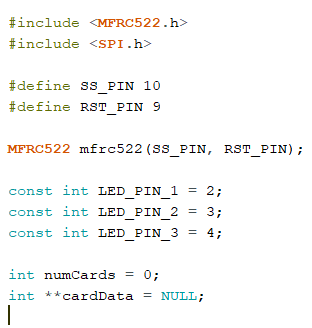 #include <MFRC522.h>
#include <SPI.h>
#define SS_PIN 10
#define RST_PIN 9
MFRC522 mfrc522(SS_PIN, RST_PIN);
const int LED_PIN_1 = 2;
const int LED_PIN_2 = 3;
const int LED_PIN_3 = 4;
int numCards = 0;
int **cardData = NULL;